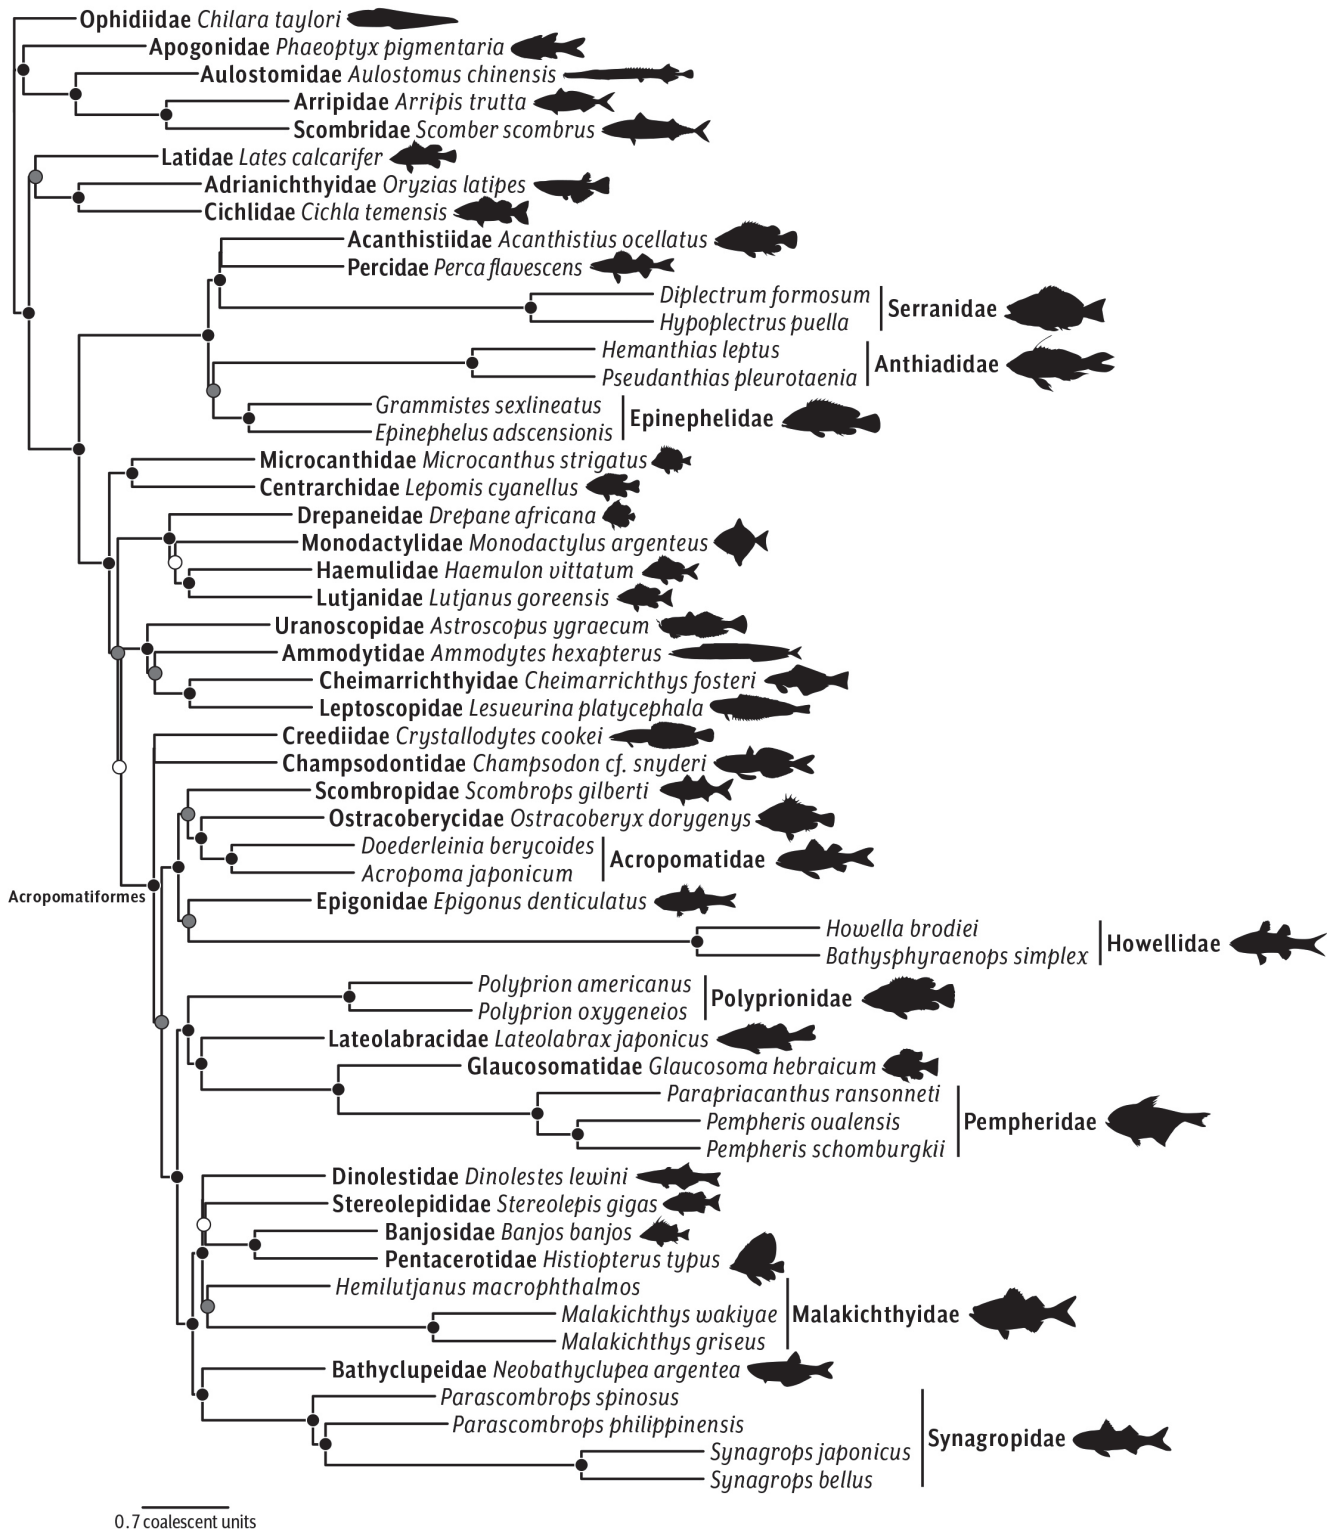 Ophidiidae Chilara taylori
Apogonidae Phaeoptyx pigmentaria
Aulostomidae Aulostomus chinensis
Arripidae Arripis trutta
Scombridae Scomber scombrus
Latidae Lates calcarifer
Adrianichthyidae Oryzias latipes
Cichlidae Cichla temensis
Acanthistiidae Acanthistius ocellatus
Percidae Perca flavescens
Diplectrum formosum
Serranidae
Hypoplectrus puella
Hemanthias leptus
Anthiadidae
Pseudanthias pleurotaenia
Grammistes sexlineatus
Epinephelidae
Epinephelus adscensionis
Microcanthidae Microcanthus strigatus
Centrarchidae Lepomis cyanellus
Drepaneidae Drepane africana
Monodactylidae Monodactylus argenteus
Haemulidae Haemulon vittatum
Lutjanidae Lutjanus goreensis
Uranoscopidae Astroscopus ygraecum
Ammodytidae Ammodytes hexapterus
Cheimarrichthyidae Cheimarrichthys fosteri
Leptoscopidae Lesueurina platycephala
Creediidae Crystallodytes cookei
Champsodontidae Champsodon cf. snyderi
Scombropidae Scombrops gilberti
Ostracoberycidae Ostracoberyx dorygenys
Doederleinia berycoides
Acropomatidae
Acropoma japonicum
Acropomatiformes
Epigonidae Epigonus denticulatus
Howella brodiei
Howellidae
Bathysphyraenops simplex
Polyprion americanus
Polyprionidae
Polyprion oxygeneios
Lateolabracidae Lateolabrax japonicus
Glaucosomatidae Glaucosoma hebraicum
Parapriacanthus ransonneti
Pempheris oualensis
Pempheridae
Pempheris schomburgkii
Dinolestidae Dinolestes lewini
Stereolepididae Stereolepis gigas
Banjosidae Banjos banjos
Pentacerotidae Histiopterus typus
Hemilutjanus macrophthalmos
Malakichthys wakiyae
Malakichthyidae
Malakichthys griseus
Bathyclupeidae Neobathyclupea argentea
Parascombrops spinosus
Parascombrops philippinensis
Synagropidae
Synagrops japonicus
Synagrops bellus
0.7 coalescent units